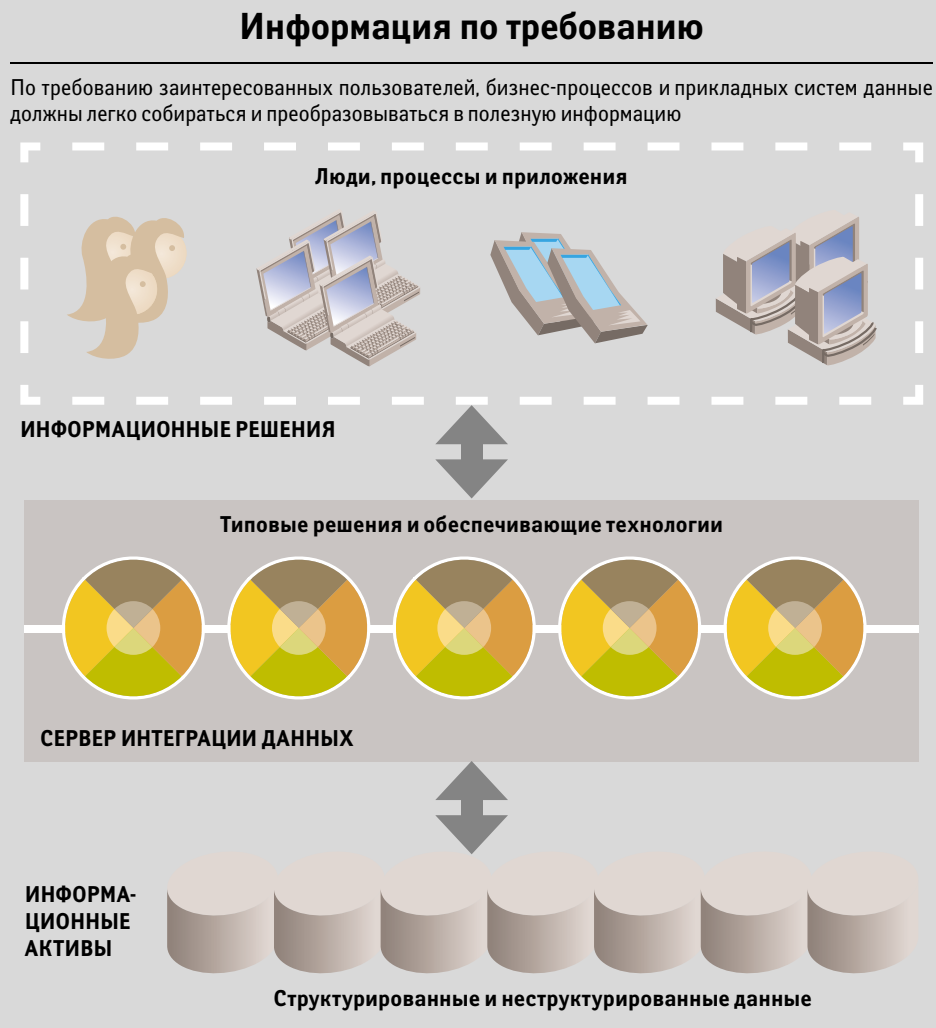 Информация по требованию
По требованию заинтересованных пользователей, бизнес-процессов и прикладных систем данные
должны легко собираться и преобразовываться в полезную информацию
Люди, процессы и приложения
ИНФОРМАЦИОННЫЕ РЕШЕНИЯ
Типовые решения и обеспечивающие технологии
СЕРВЕР ИНТЕГРАЦИИ ДАННЫХ
ИНФОРМА-
ЦИОННЫЕ
АКТИВЫ
Структурированные и неструктурированные данные